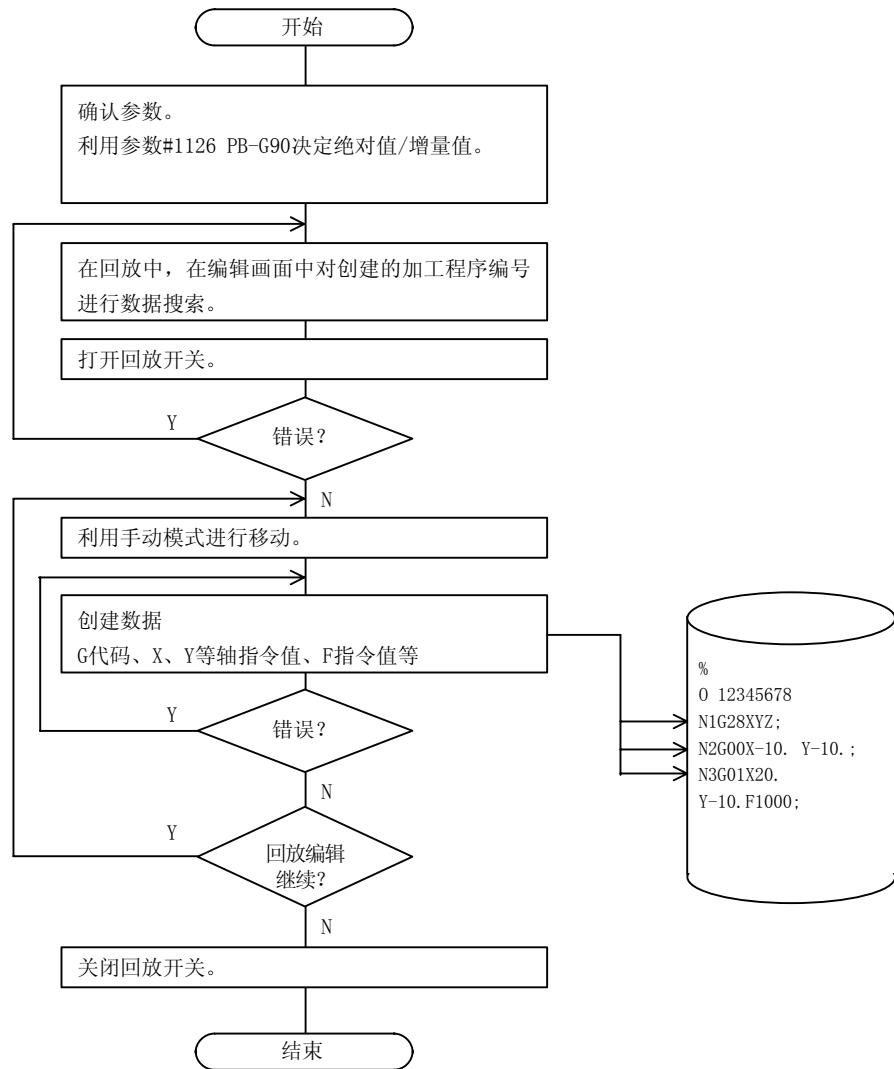 开始
确认参数。
利用参数#1126 PB-G90决定绝对值/增量值。
在回放中，在编辑画面中对创建的加工程序编号
进行数据搜索。
打开回放开关。
Y
错误？
N
利用手动模式进行移动。
创建数据
G代码、X、Y等轴指令值、F指令值等
%
O 12345678
N1G28XYZ;
N2G00X-10. Y-10.;
N3G01X20.
Y-10.F1000;
Y
错误？
N
Y
回放编辑
继续？
N
关闭回放开关。
结束